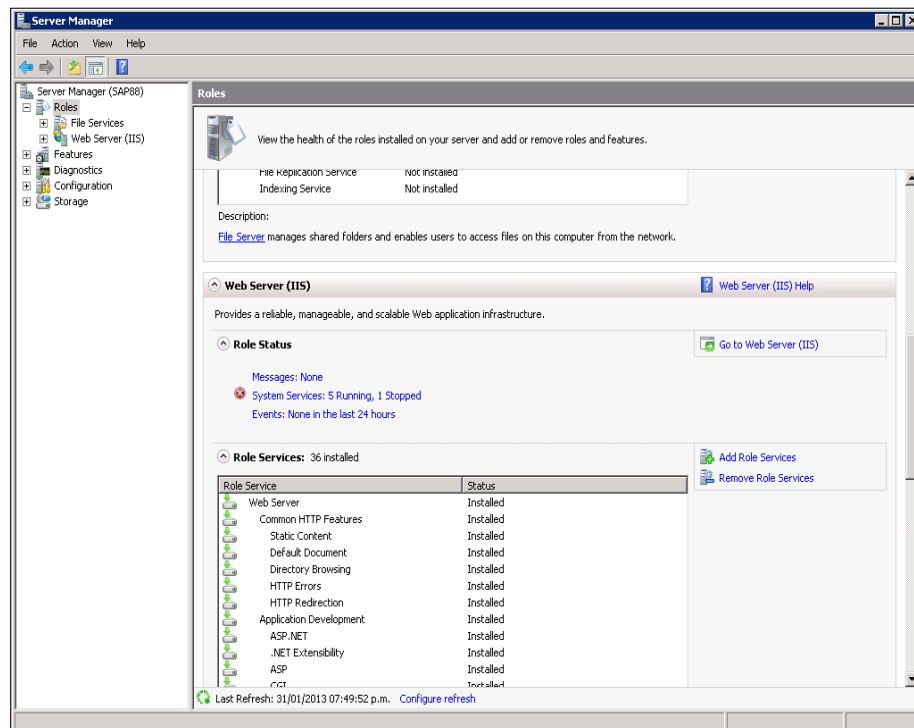 Server Manager
File Action View Help
Server Manager (SAP88)
Roles
File Services
Web Server (IIS)
Features
Diagnostics
Configuration
Storage
Roles
View the health of the roles installed on your server and add or remove roles and features.
File Replication Service Not installed
Indexing Service Not installed
Description:
File Server manages shared folders and enables users to access files on this computer from the network.
Web Server (IIS)
Web Server (IIS) Help
Provides a reliable, manageable, and scalable Web application infrastructure.
Role Status
Go to Web Server (IIS)
Messages: None
System Services: 5 Running, 1 Stopped
Events: None in the last 24 hours
Role Services: 36 installed
Add Role Services
Remove Role Services
Role Service Status
Web Server Installed
Common HTTP Features Installed
Static Content Installed
Default Document Installed
Directory Browsing Installed
HTTP Errors Installed
HTTP Redirection Installed
Application Development Installed
ASP.NET Installed
.NET Extensibility Installed
ASP Installed
CGI Installed
Last Refresh: 31/01/2013 07:49:52 p.m. Configure refresh